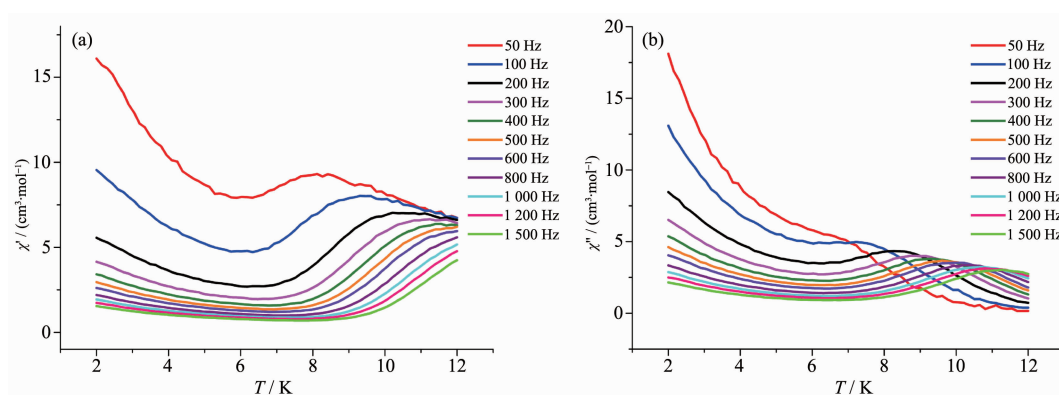 (a)
χ′ / (cm³·mol⁻¹)
15
10
5
0
2 4 6 8 10 12
T / K
50 Hz
100 Hz
200 Hz
300 Hz
400 Hz
500 Hz
600 Hz
800 Hz
1 000 Hz
1 200 Hz
1 500 Hz
(b)
χ″ / (cm³·mol⁻¹)
20
15
10
5
0
2 4 6 8 10 12
T / K
50 Hz
100 Hz
200 Hz
300 Hz
400 Hz
500 Hz
600 Hz
800 Hz
1 000 Hz
1 200 Hz
1 500 Hz